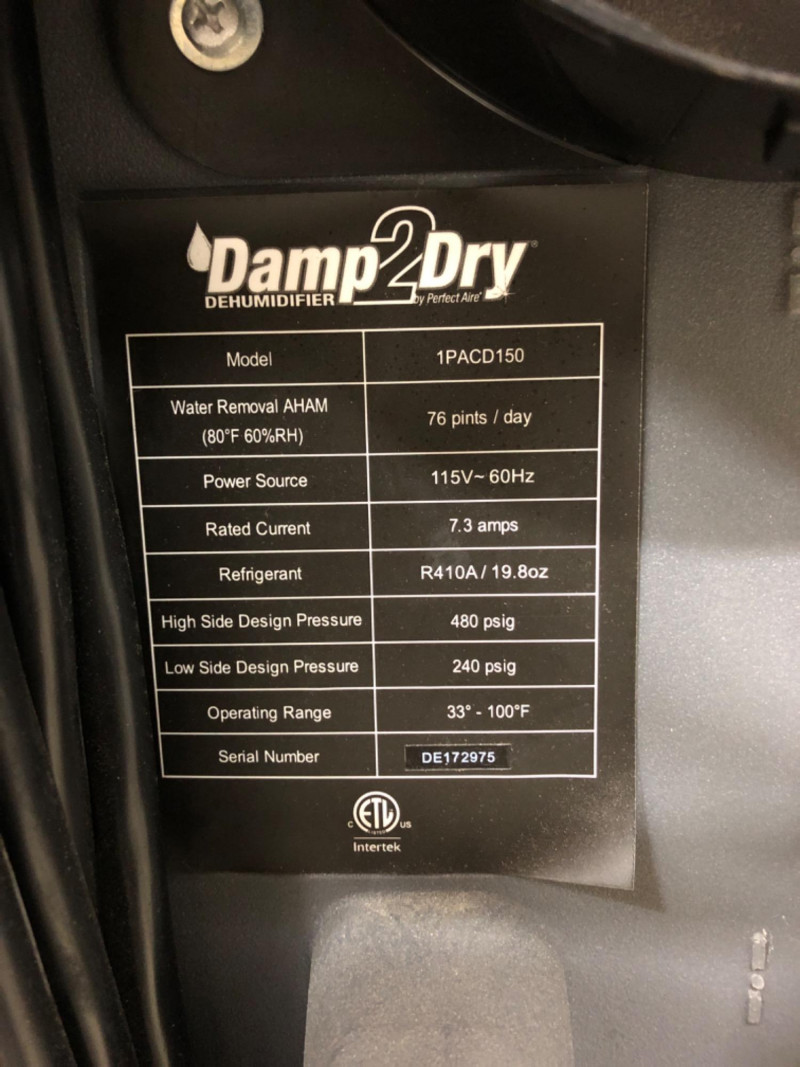 Damp2Dry®
DEHUMIDIFIER by Perfect Aire®
Model 1PACD150
Water Removal AHAM
(80°F 60%RH) 76 pints / day
Power Source 115V~ 60Hz
Rated Current 7.3 amps
Refrigerant R410A / 19.8oz
High Side Design Pressure 480 psig
Low Side Design Pressure 240 psig
Operating Range 33° - 100°F
Serial Number DE172975
C ETL US
LISTED
Intertek